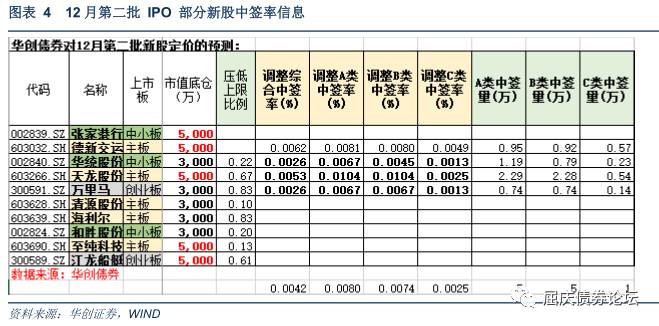 图表 4 12 月第二批 IPO 部分新股中签率信息
华创债券对12月第二批新股定价的预测：
代码 名称 上市板 市值底仓（万） 压低上限比例 调整综合中签率（%） 调整A类中签率（%） 调整B类中签率（%） 调整C类中签率（%） A类中签量（万） B类中签量（万） C类中签量（万）
002839.SZ 张家港行 中小板 5,000
603032.SH 德新交运 主板 5,000 0.0062 0.0081 0.0080 0.0049 0.95 0.92 0.57
002840.SZ 华统股份 中小板 3,000 0.22 0.0026 0.0067 0.0045 0.0013 1.19 0.79 0.23
603266.SH 天龙股份 主板 5,000 0.67 0.0053 0.0104 0.0104 0.0025 2.29 2.28 0.54
300591.SZ 万里马 创业板 3,000 0.83 0.0026 0.0067 0.0067 0.0013 0.74 0.74 0.14
603628.SH 清源股份 主板 3,000 0.10
603639.SH 海利尔 主板 3,000 0.83
002824.SZ 和胜股份 中小板 3,000 0.20
603690.SH 至纯科技 主板 5,000 0.13
300589.SZ 江龙船艇 创业板 5,000 0.61
数据来源：华创债券
0.0042 0.0080 0.0074 0.0025 5 5 1
屈庆债券论坛
资料来源：华创证券，WIND